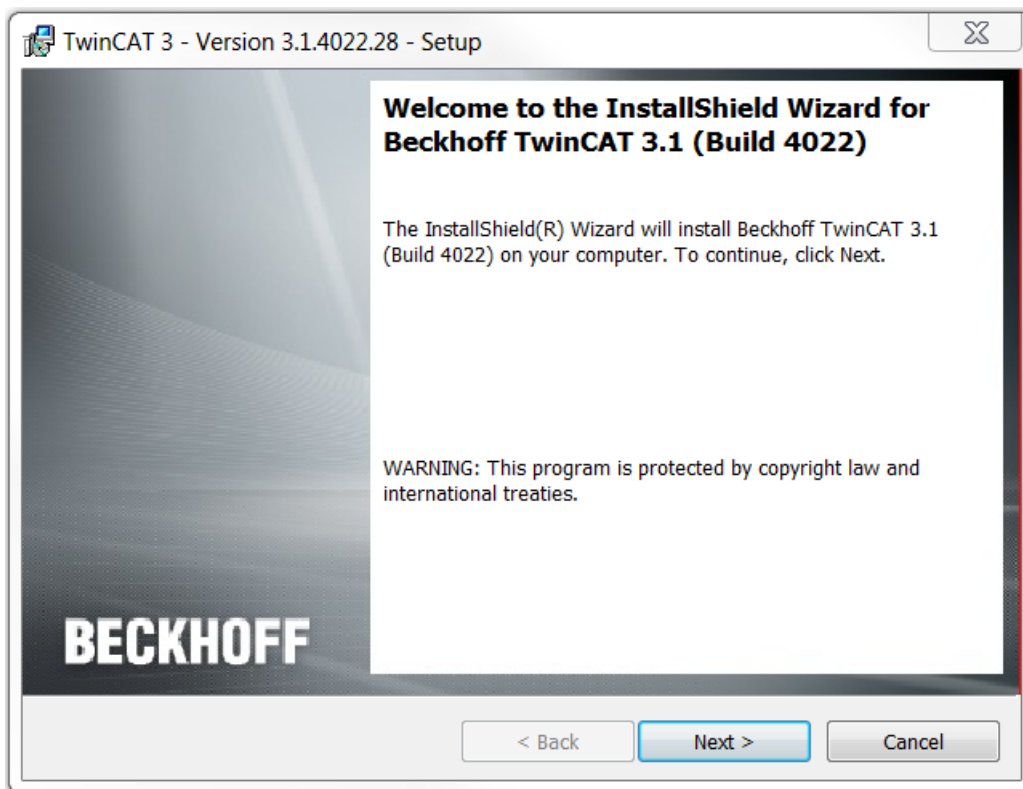 TwinCAT 3 - Version 3.1.4022.28 - Setup
Welcome to the InstallShield Wizard for
Beckhoff TwinCAT 3.1 (Build 4022)
The InstallShield(R) Wizard will install Beckhoff TwinCAT 3.1
(Build 4022) on your computer. To continue, click Next.
WARNING: This program is protected by copyright law and
international treaties.
BECKHOFF
< Back
Next >
Cancel